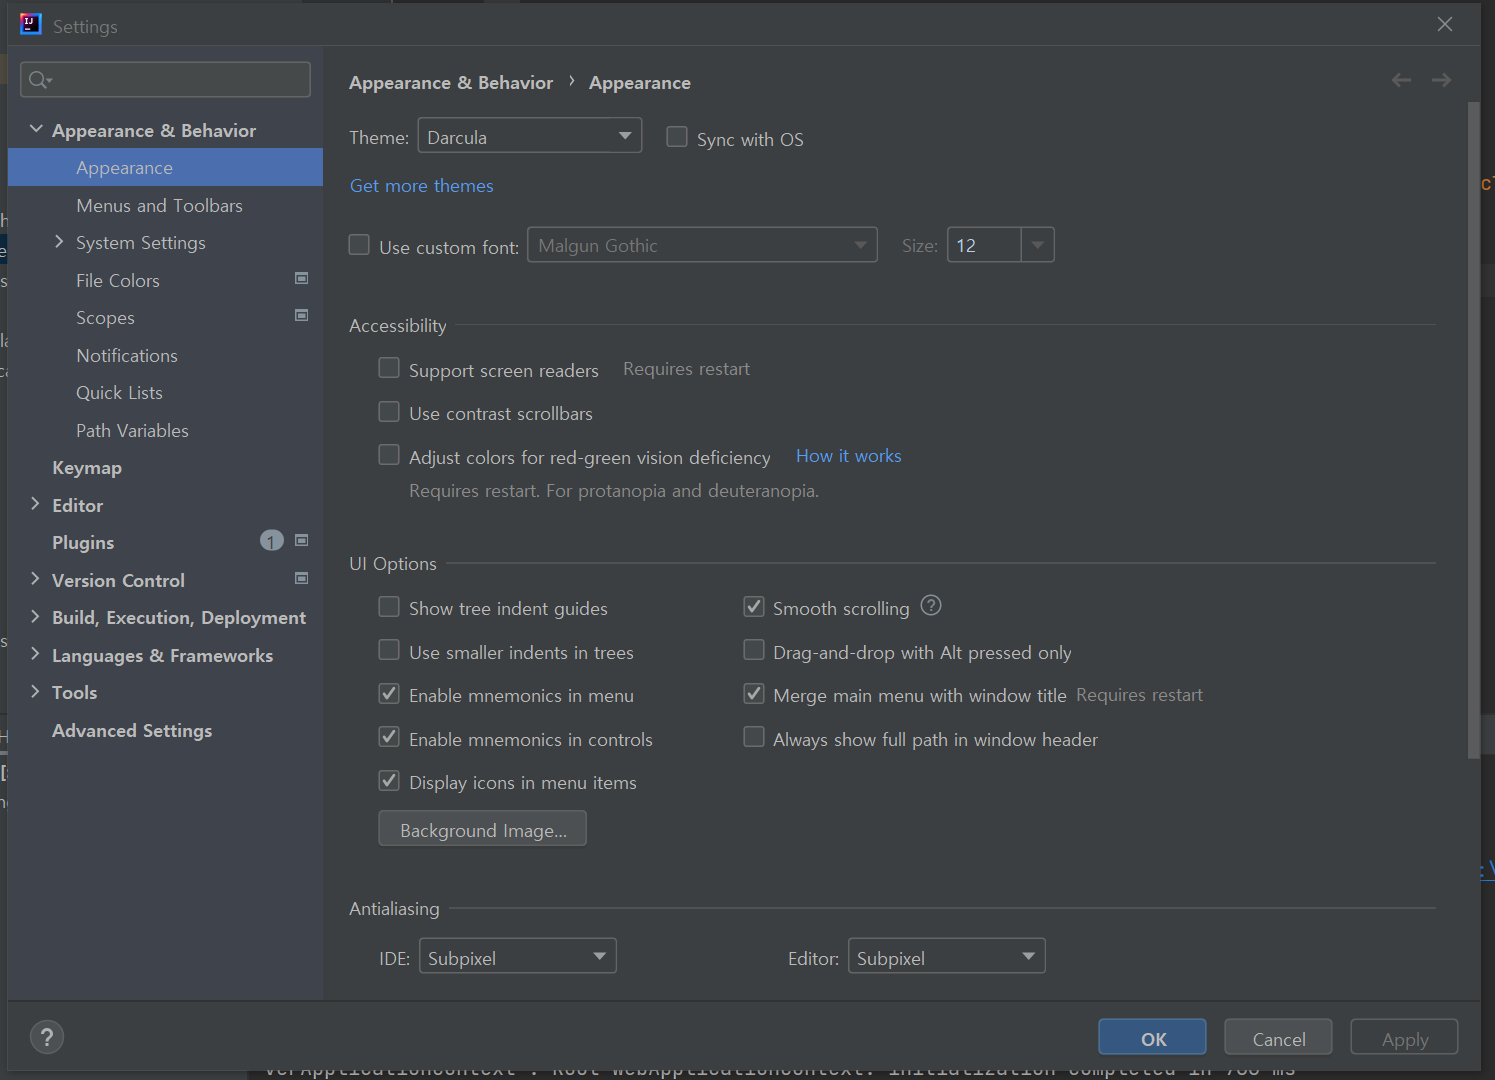 Settings
Appearance & Behavior
Appearance
Menus and Toolbars
System Settings
File Colors
Scopes
Notifications
Quick Lists
Path Variables
Keymap
Editor
Plugins 1
Version Control
Build, Execution, Deployment
Languages & Frameworks
Tools
Advanced Settings
Appearance & Behavior › Appearance
Theme: Darcula Sync with OS
Get more themes
Use custom font: Malgun Gothic Size: 12
Accessibility
Support screen readers Requires restart
Use contrast scrollbars
Adjust colors for red-green vision deficiency How it works
Requires restart. For protanopia and deuteranopia.
UI Options
Show tree indent guides Smooth scrolling ?
Use smaller indents in trees Drag-and-drop with Alt pressed only
Enable mnemonics in menu Merge main menu with window title Requires restart
Enable mnemonics in controls Always show full path in window header
Display icons in menu items
Background Image...
Antialiasing
IDE: Subpixel Editor: Subpixel
? OK Cancel Apply